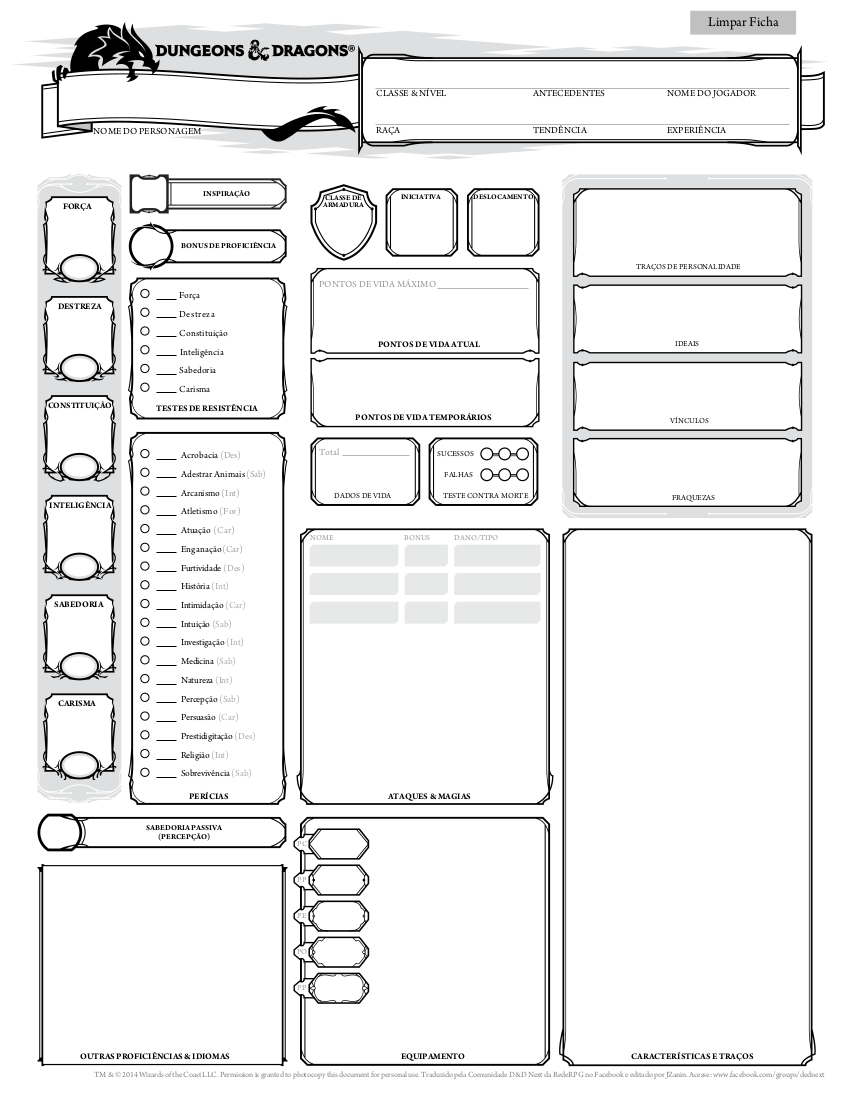 Limpar Ficha
DUNGEONS & DRAGONS®
CLASSE & NÍVEL
ANTECEDENTES
NOME DO JOGADOR
NOME DO PERSONAGEM
RAÇA
TENDÊNCIA
EXPERIÊNCIA
FORÇA
DESTREZA
CONSTITUIÇÃO
INTELIGÊNCIA
SABEDORIA
CARISMA
INSPIRAÇÃO
BONUS DE PROFICIÊNCIA
Força
Destreza
Constituição
Inteligência
Sabedoria
Carisma
TESTES DE RESISTÊNCIA
Acrobacia (Des)
Adestrar Animais (Sab)
Arcanismo (Int)
Atletismo (For)
Atuação (Car)
Enganação (Car)
Furtividade (Des)
História (Int)
Intimidação (Car)
Intuição (Sab)
Investigação (Int)
Medicina (Sab)
Natureza (Int)
Percepção (Sab)
Persuasão (Car)
Prestidigitação (Des)
Religião (Int)
Sobrevivência (Sab)
PERÍCIAS
SABEDORIA PASSIVA
(PERCEPÇÃO)
OUTRAS PROFICIÊNCIAS & IDIOMAS
CLASSE DE
ARMADURA
INICIATIVA
DESLOCAMENTO
PONTOS DE VIDA MÁXIMO
PONTOS DE VIDA ATUAL
PONTOS DE VIDA TEMPORÁRIOS
Total
DADOS DE VIDA
SUCESSOS
FALHAS
TESTE CONTRA MORTE
NOME
BONUS
DANO/TIPO
ATAQUES & MAGIAS
PC
PP
PE
PO
PP
EQUIPAMENTO
TRAÇOS DE PERSONALIDADE
IDEAIS
VÍNCULOS
FRAQUEZAS
CARACTERÍSTICAS E TRAÇOS
TM & © 2014 Wizards of the Coast LLC. Permission is granted to photocopy this document for personal use. Traduzido pela Comunidade D&D Next da RedeRPG no Facebook e editado por JZanin. Acesse: www.facebook.com/groups/dednext